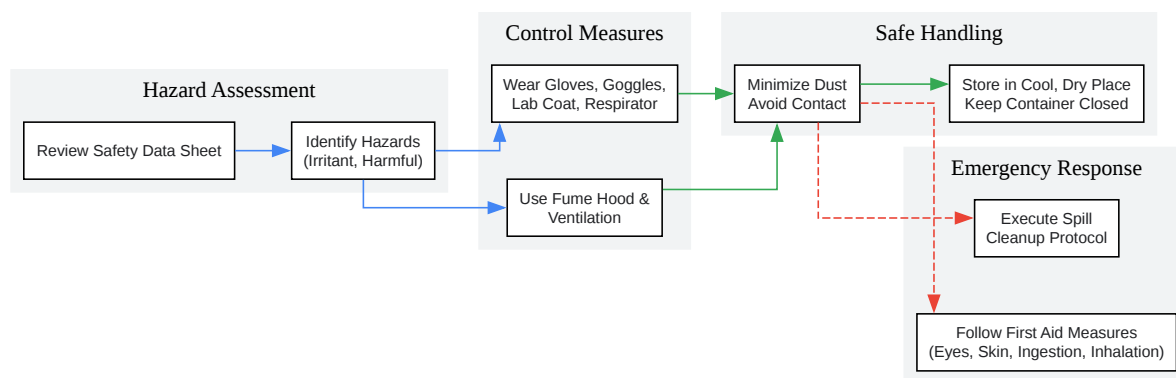 Hazard Assessment
Review Safety Data Sheet
Identify Hazards
(Irritant, Harmful)
Control Measures
Wear Gloves, Goggles,
Lab Coat, Respirator
Use Fume Hood &
Ventilation
Safe Handling
Minimize Dust
Avoid Contact
Store in Cool, Dry Place
Keep Container Closed
Emergency Response
Execute Spill
Cleanup Protocol
Follow First Aid Measures
(Eyes, Skin, Ingestion, Inhalation)